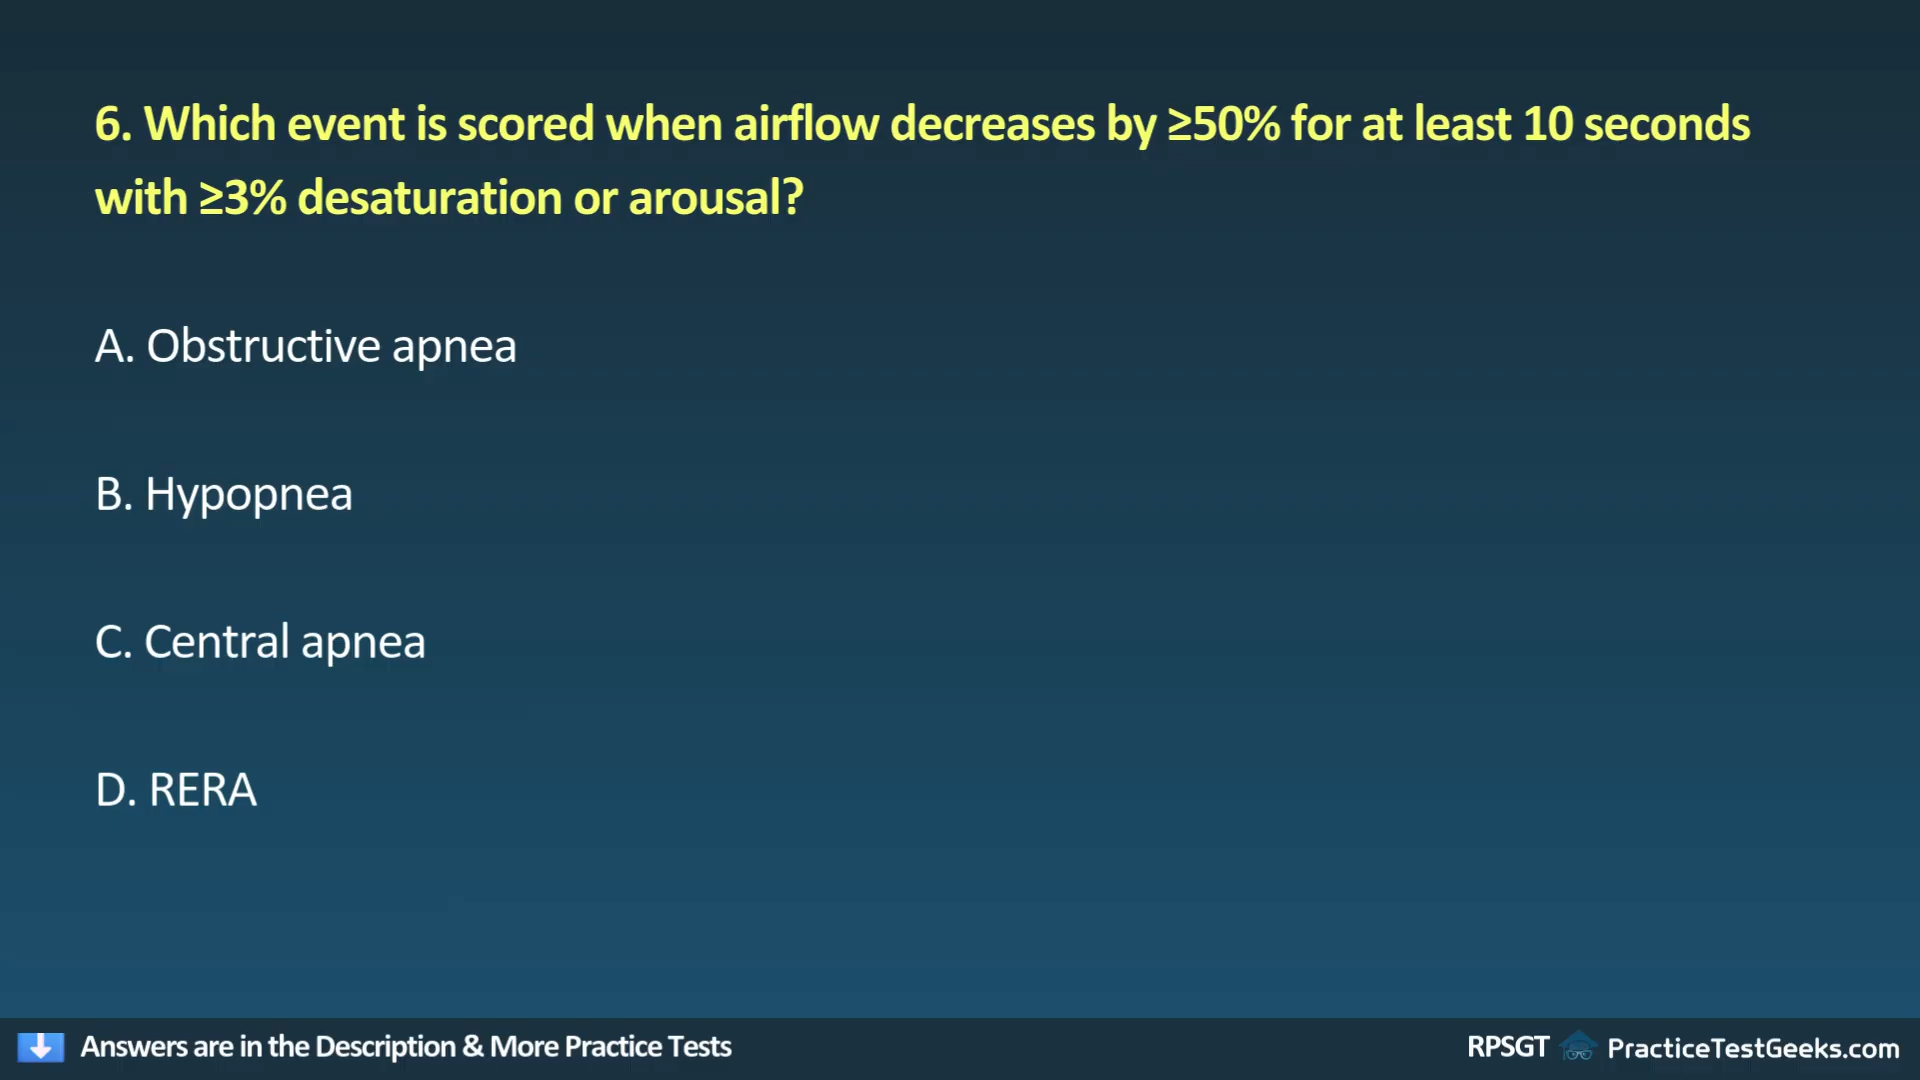 6. Which event is scored when airflow decreases by ≥50% for at least 10 seconds
with ≥3% desaturation or arousal?
A. Obstructive apnea
B. Hypopnea
C. Central apnea
D. RERA
Answers are in the Description & More Practice Tests
RPSGT PracticeTestGeeks.com